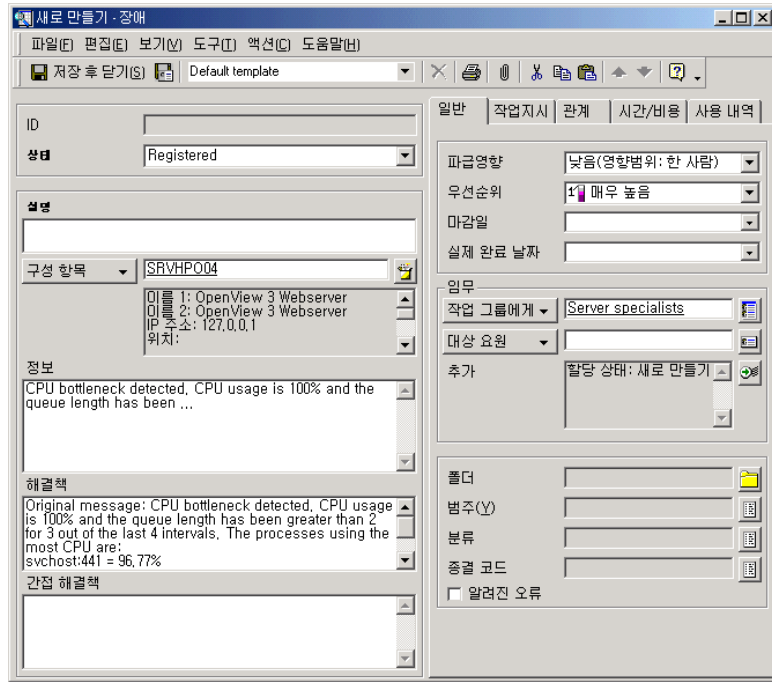 새로 만들기 - 장애
파일(F) 편집(E) 보기(V) 도구(T) 액션(C) 도움말(H)
저장 후 닫기(S) Default template
ID
상태 Registered
설명
구성 항목 SRVHPO04
이름 1: OpenView 3 Webserver
이름 2: OpenView 3 Webserver
IP 주소: 127.0.0.1
위치:
정보
CPU bottleneck detected, CPU usage is 100% and the
queue length has been ...
해결책
Original message: CPU bottleneck detected, CPU usage
is 100% and the queue length has been greater than 2
for 3 out of the last 4 intervals, The processes using the
most CPU are:
svchost:441 = 96.77%
간접 해결책
일반 작업지시 관계 시간/비용 사용 내역
파급영향 낮음(영향범위: 한 사람)
우선순위 1 매우 높음
마감일
실제 완료 날짜
임무
작업 그룹에게 Server specialists
대상 요원
추가 할당 상태: 새로 만들기
폴더
범주(Y)
분류
종결 코드
알려진 오류